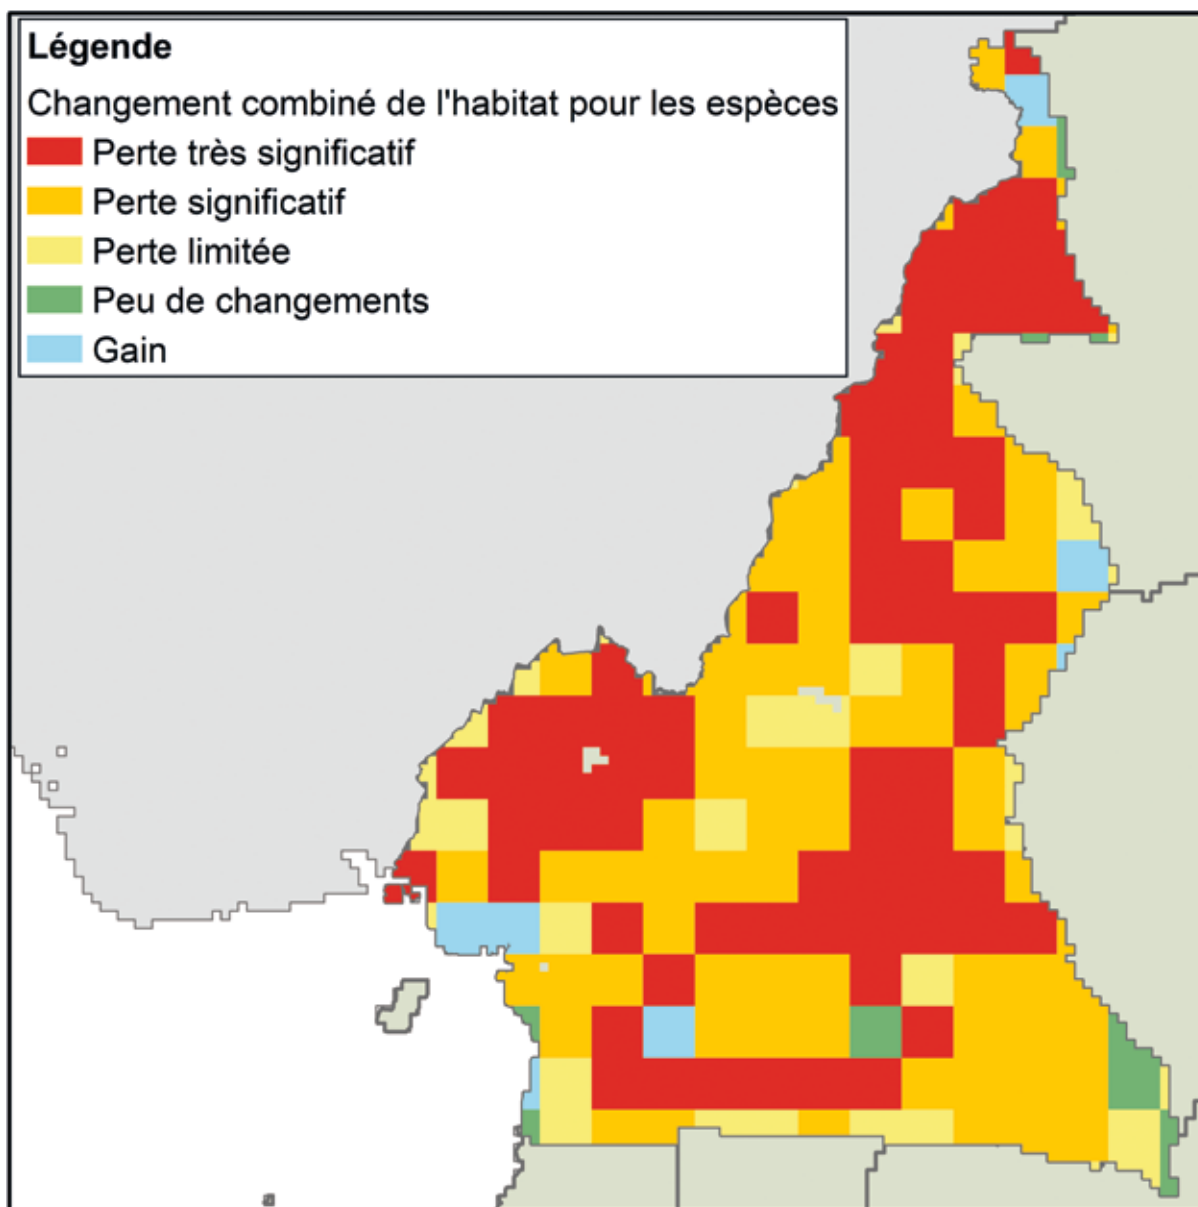 Légende
Changement combiné de l'habitat pour les espèces
Perte très significatif
Perte significatif
Perte limitée
Peu de changements
Gain